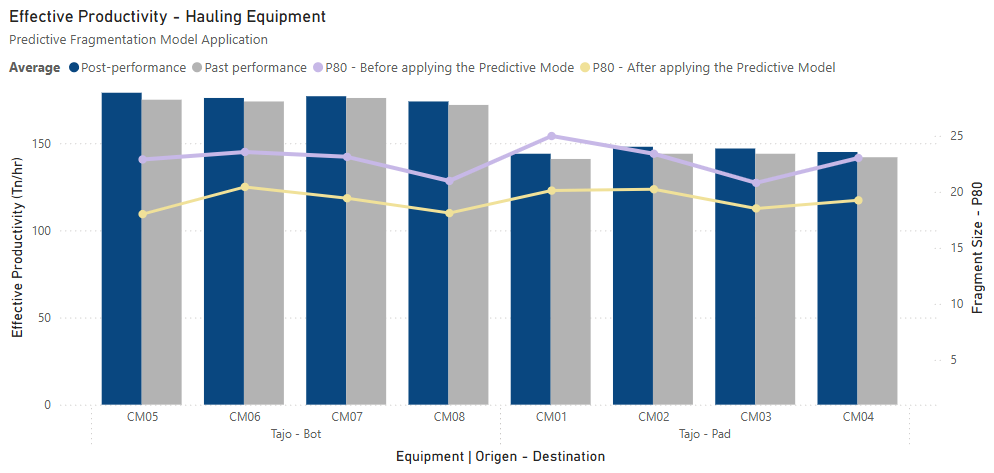 Effective Productivity - Hauling Equipment
Predictive Fragmentation Model Application
Average Post-performance Past performance P80 - Before applying the Predictive Mode P80 - After applying the Predictive Model
Effective Productivity (Tn/hr)
150
100
50
0
25
20
15
10
5
Fragment Size - P80
CM05 CM06 CM07 CM08 CM01 CM02 CM03 CM04
Tajo - Bot Tajo - Pad
Equipment | Origen - Destination